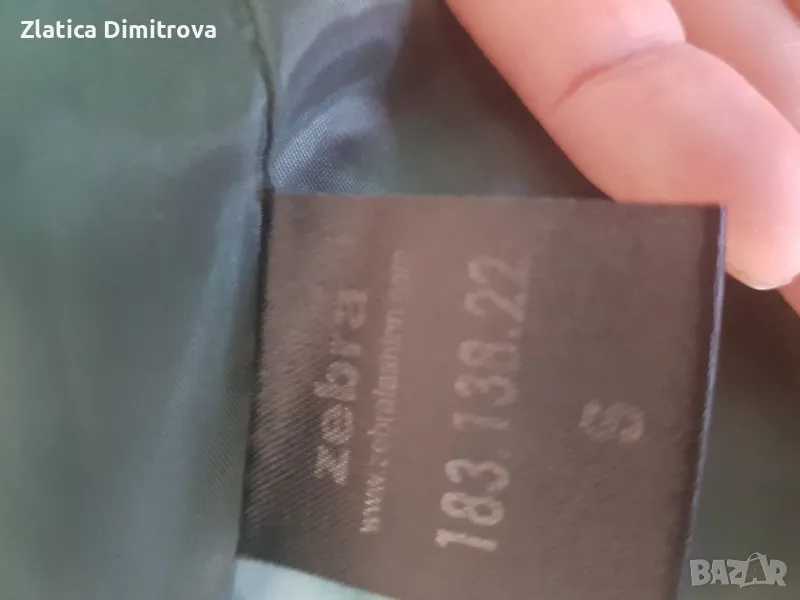 Zlatica Dimitrova
zebra
www.zebrafashion.com
183.138.22
S
BAZAR